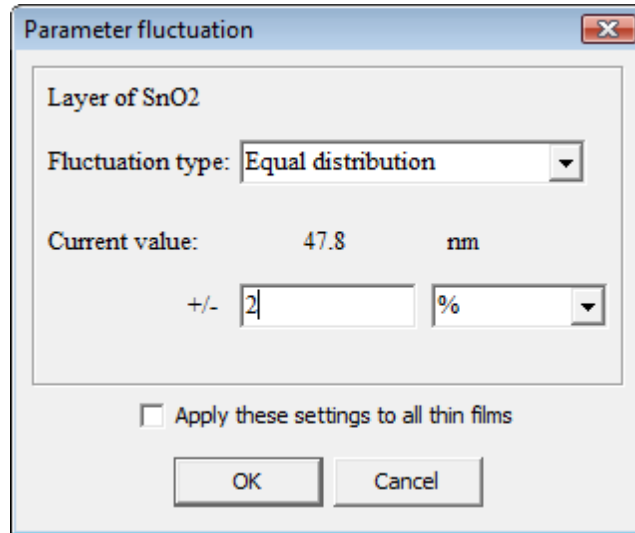 Parameter fluctuation
Layer of SnO2
Fluctuation type: Equal distribution
Current value: 47.8 nm
+/- 2 %
Apply these settings to all thin films
OK Cancel